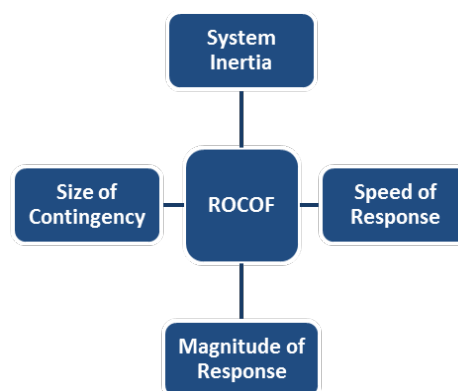 System
Inertia
Size of
Contingency
ROCOF
Speed of
Response
Magnitude of
Response